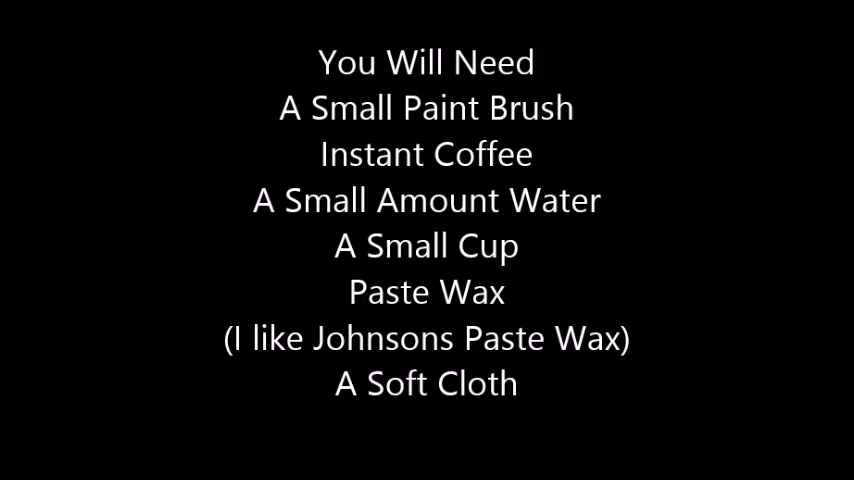 You Will Need
A Small Paint Brush
Instant Coffee
A Small Amount Water
A Small Cup
Paste Wax
(I like Johnsons Paste Wax)
A Soft Cloth